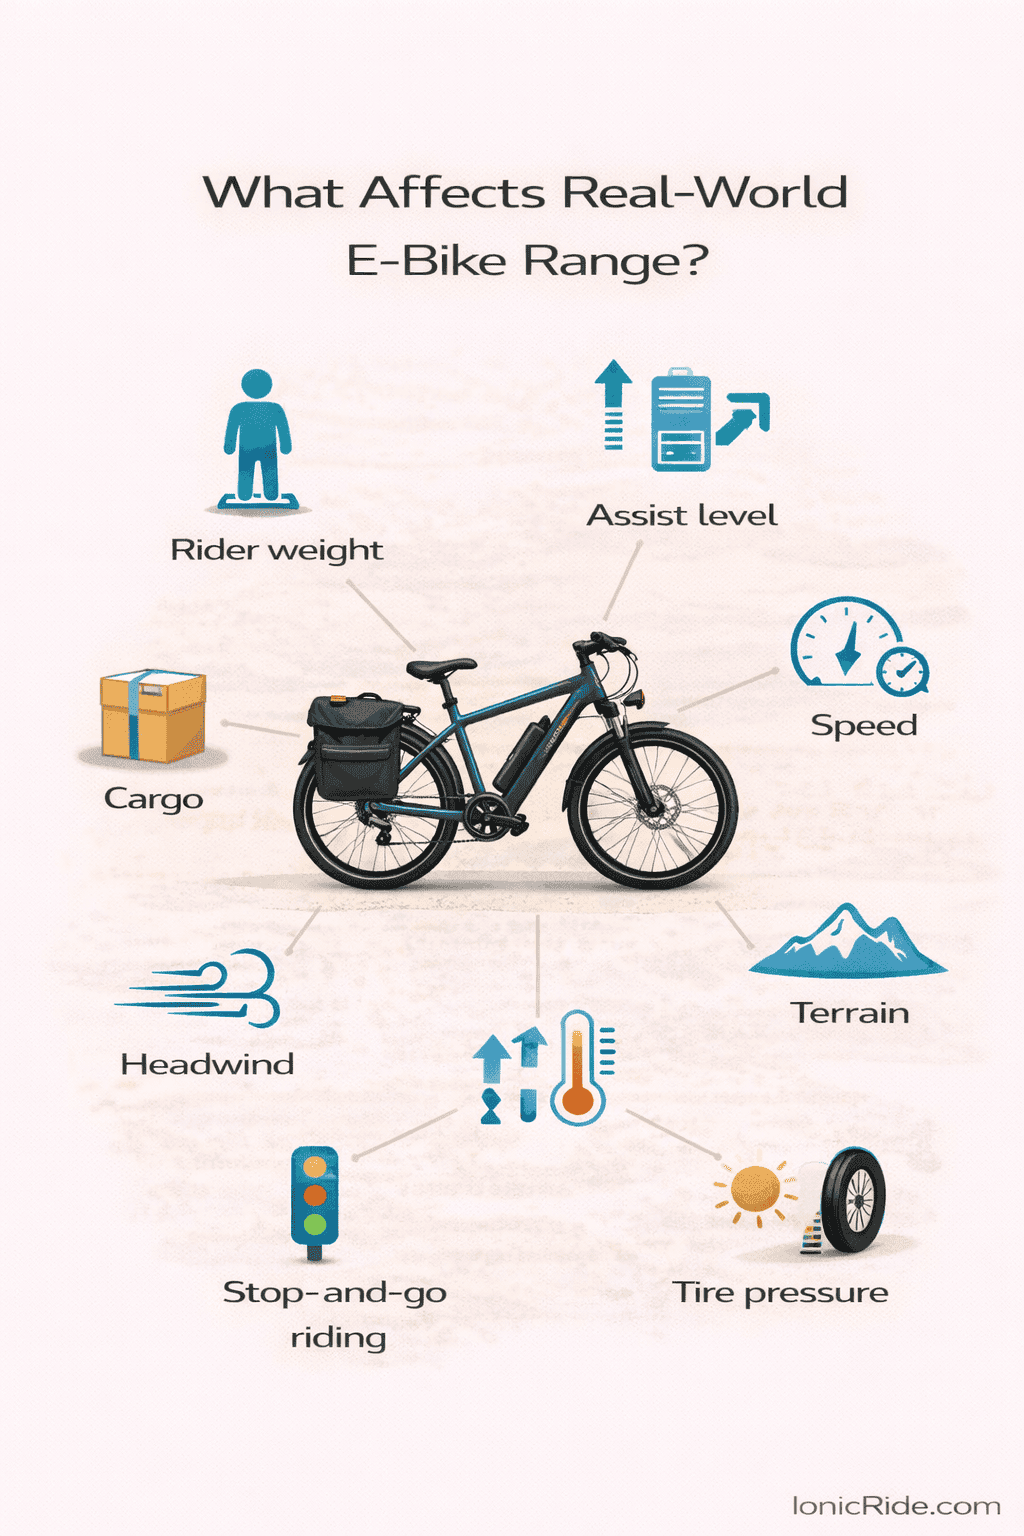 What Affects Real-World
E-Bike Range?
Rider weight
Assist level
Speed
Cargo
Terrain
Headwind
Stop-and-go
riding
Tire pressure
IonicRide.com